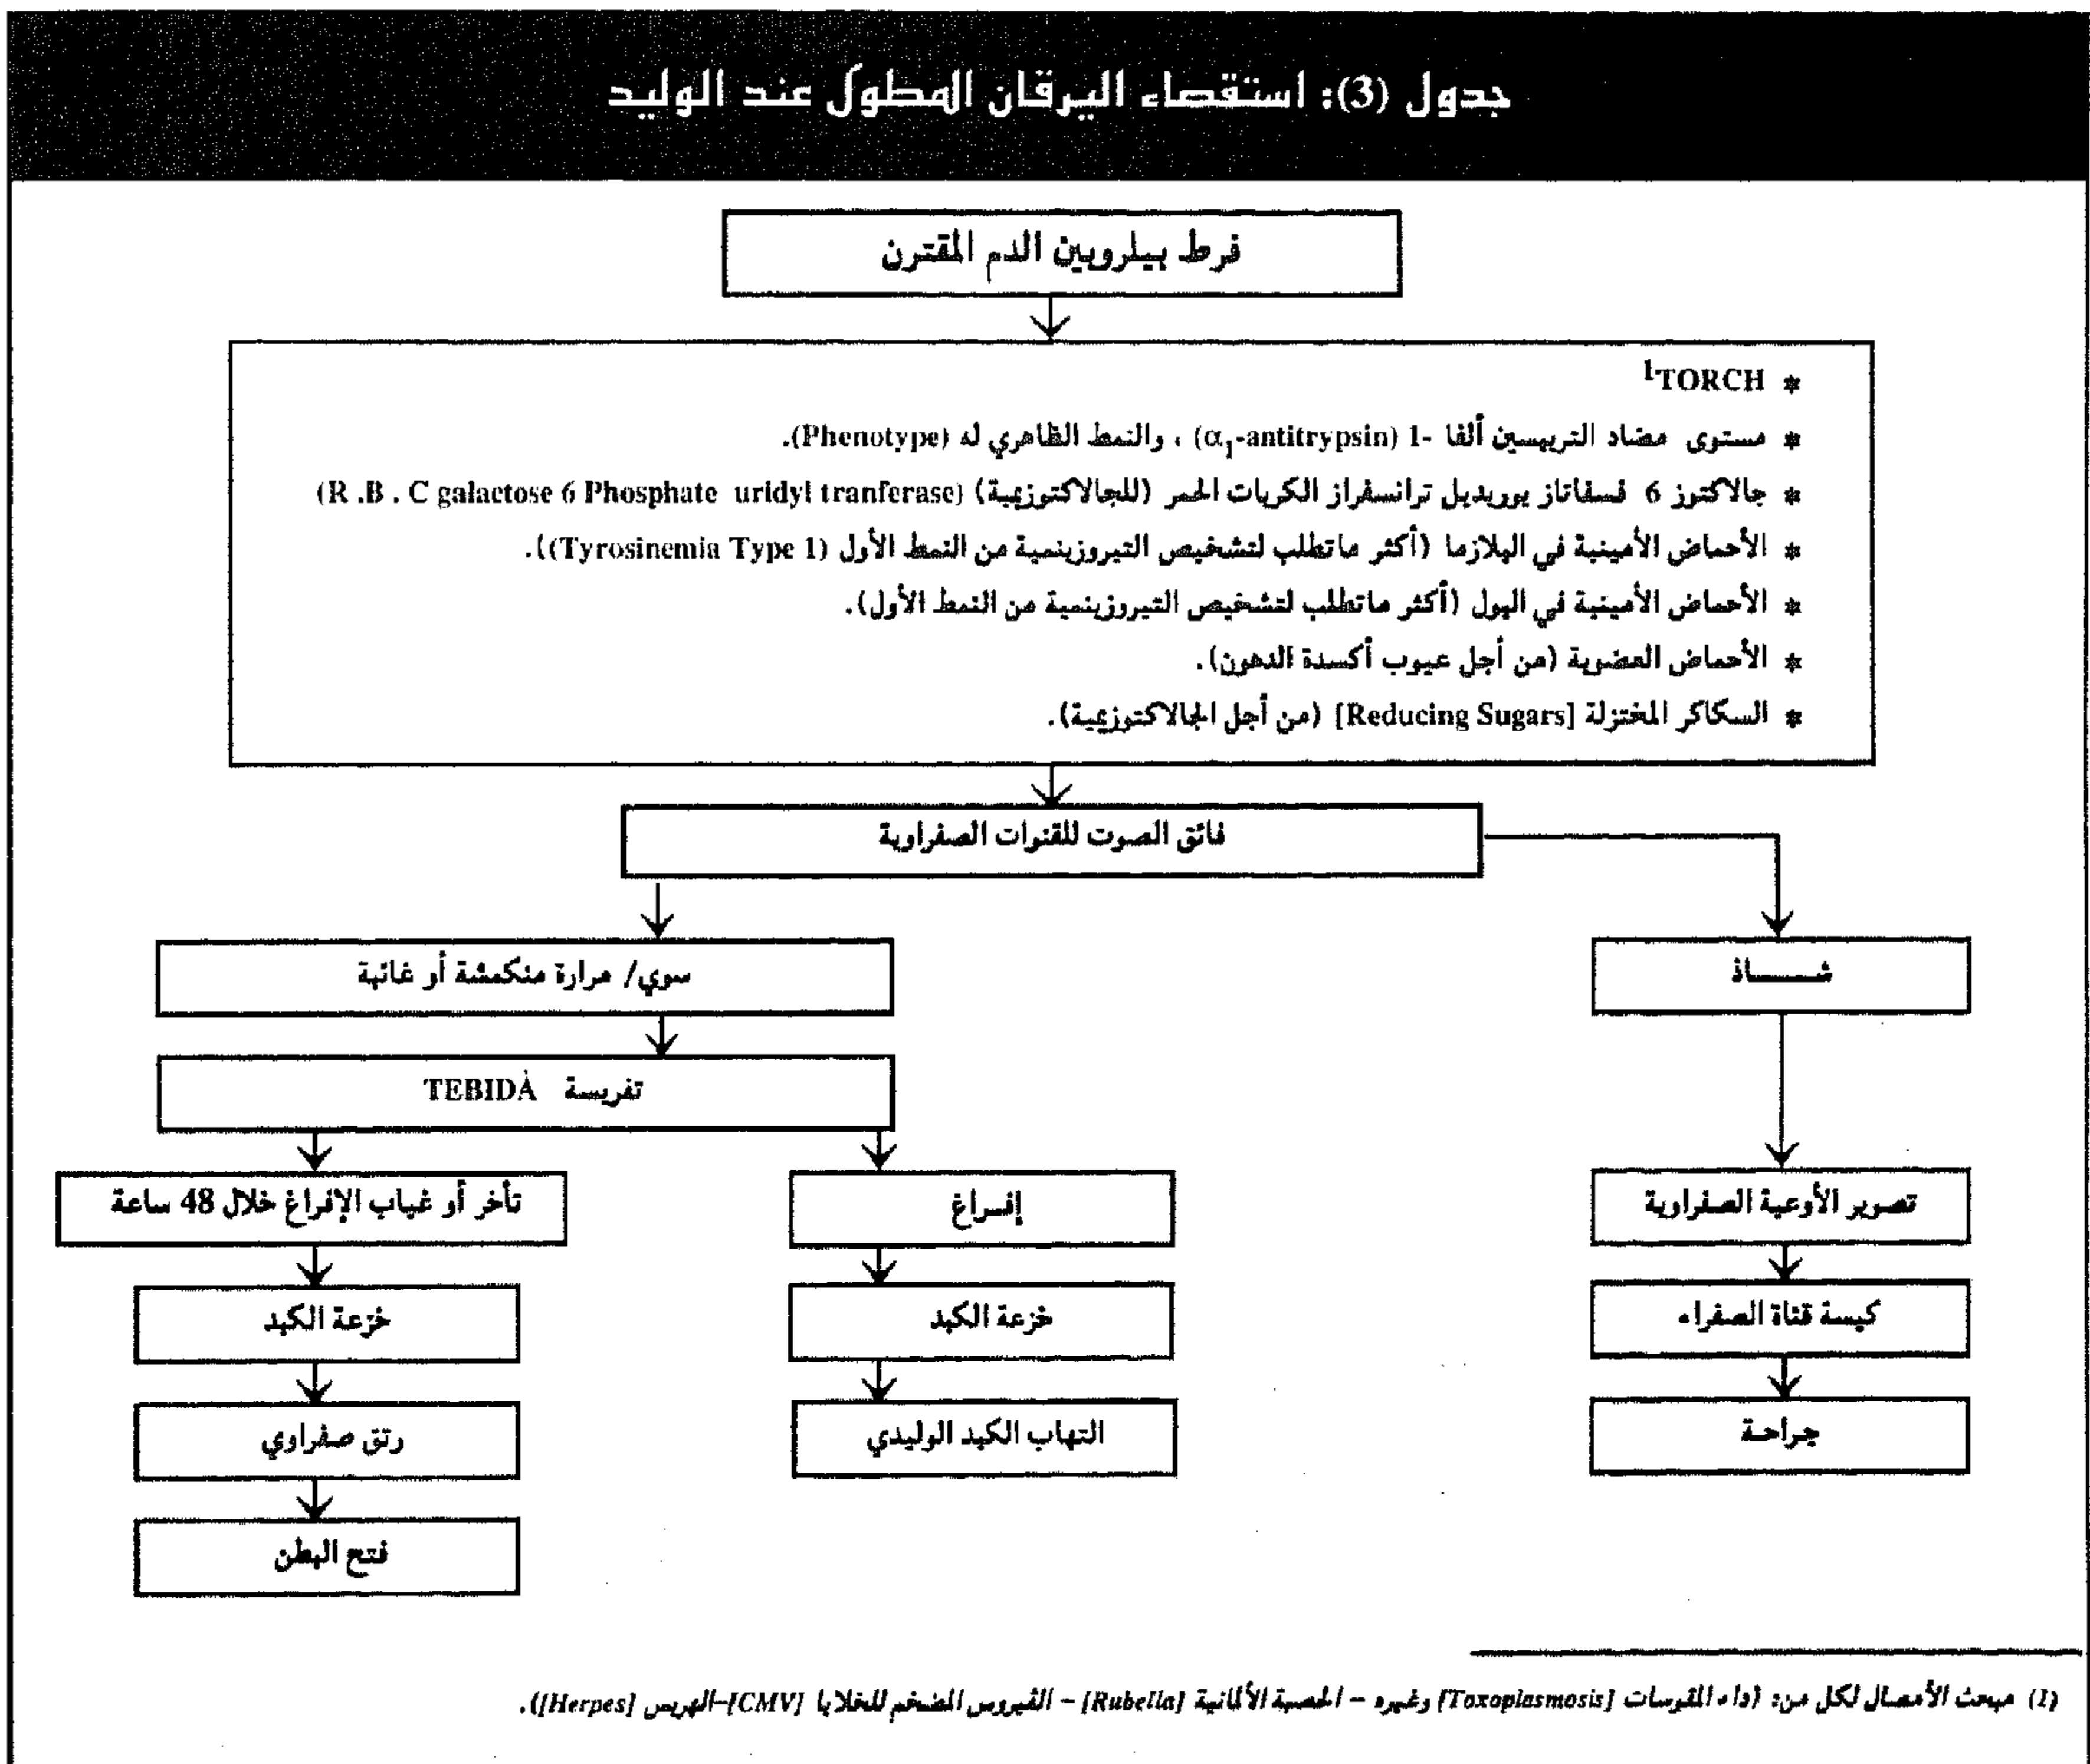 جدول (3): استقصاء اليرقان المطول عند الوليد
فرط بيلروبين الدم المقترن
* TORCH1
* مستوى مضاد التريبسين ألفا -1 (α1-antitrypsin) ، والنمط الظاهري له (Phenotype).
* جالاكتوز 6 فسفاتاز يوريديل ترانسفراز الكريات الحمر (للجالاكتوزيمية) (R .B . C galactose 6 Phosphate uridyl tranferase)
* الأحماض الأمينية في البلازما (أكثر ماتطلب لتشخيص التيروزينمية من النمط الأول (Tyrosinemia Type 1)).
* الأحماض الأمينية في البول (أكثر ماتطلب لتشخيص التيروزينمية من النمط الأول).
* الأحماض العضوية (من أجل عيوب أكسدة الدهون).
* السكاكر المختزلة [Reducing Sugars] (من أجل الجالاكتوزيمية).
فائق الصوت للقنوات الصفراوية
شـــاذ
سوي/ مرارة منكمشة أو غائبة
تفريسة TEBIDA
تصوير الأوعية الصفراوية
إفــراغ
تأخر أو غياب الإفراغ خلال 48 ساعة
كيسة قناة الصفراء
خزعة الكبد
خزعة الكبد
جراحـة
التهاب الكبد الوليدي
رتق صفراوي
فتح البطن
(1) مبحث الأمصال لكل من: (داء المقوسات [Toxoplasmosis] وغيره – الحصبة الألمانية [Rubella] – الفيروس المضخم للخلايا [CMV]–الهربس [Herpes]).